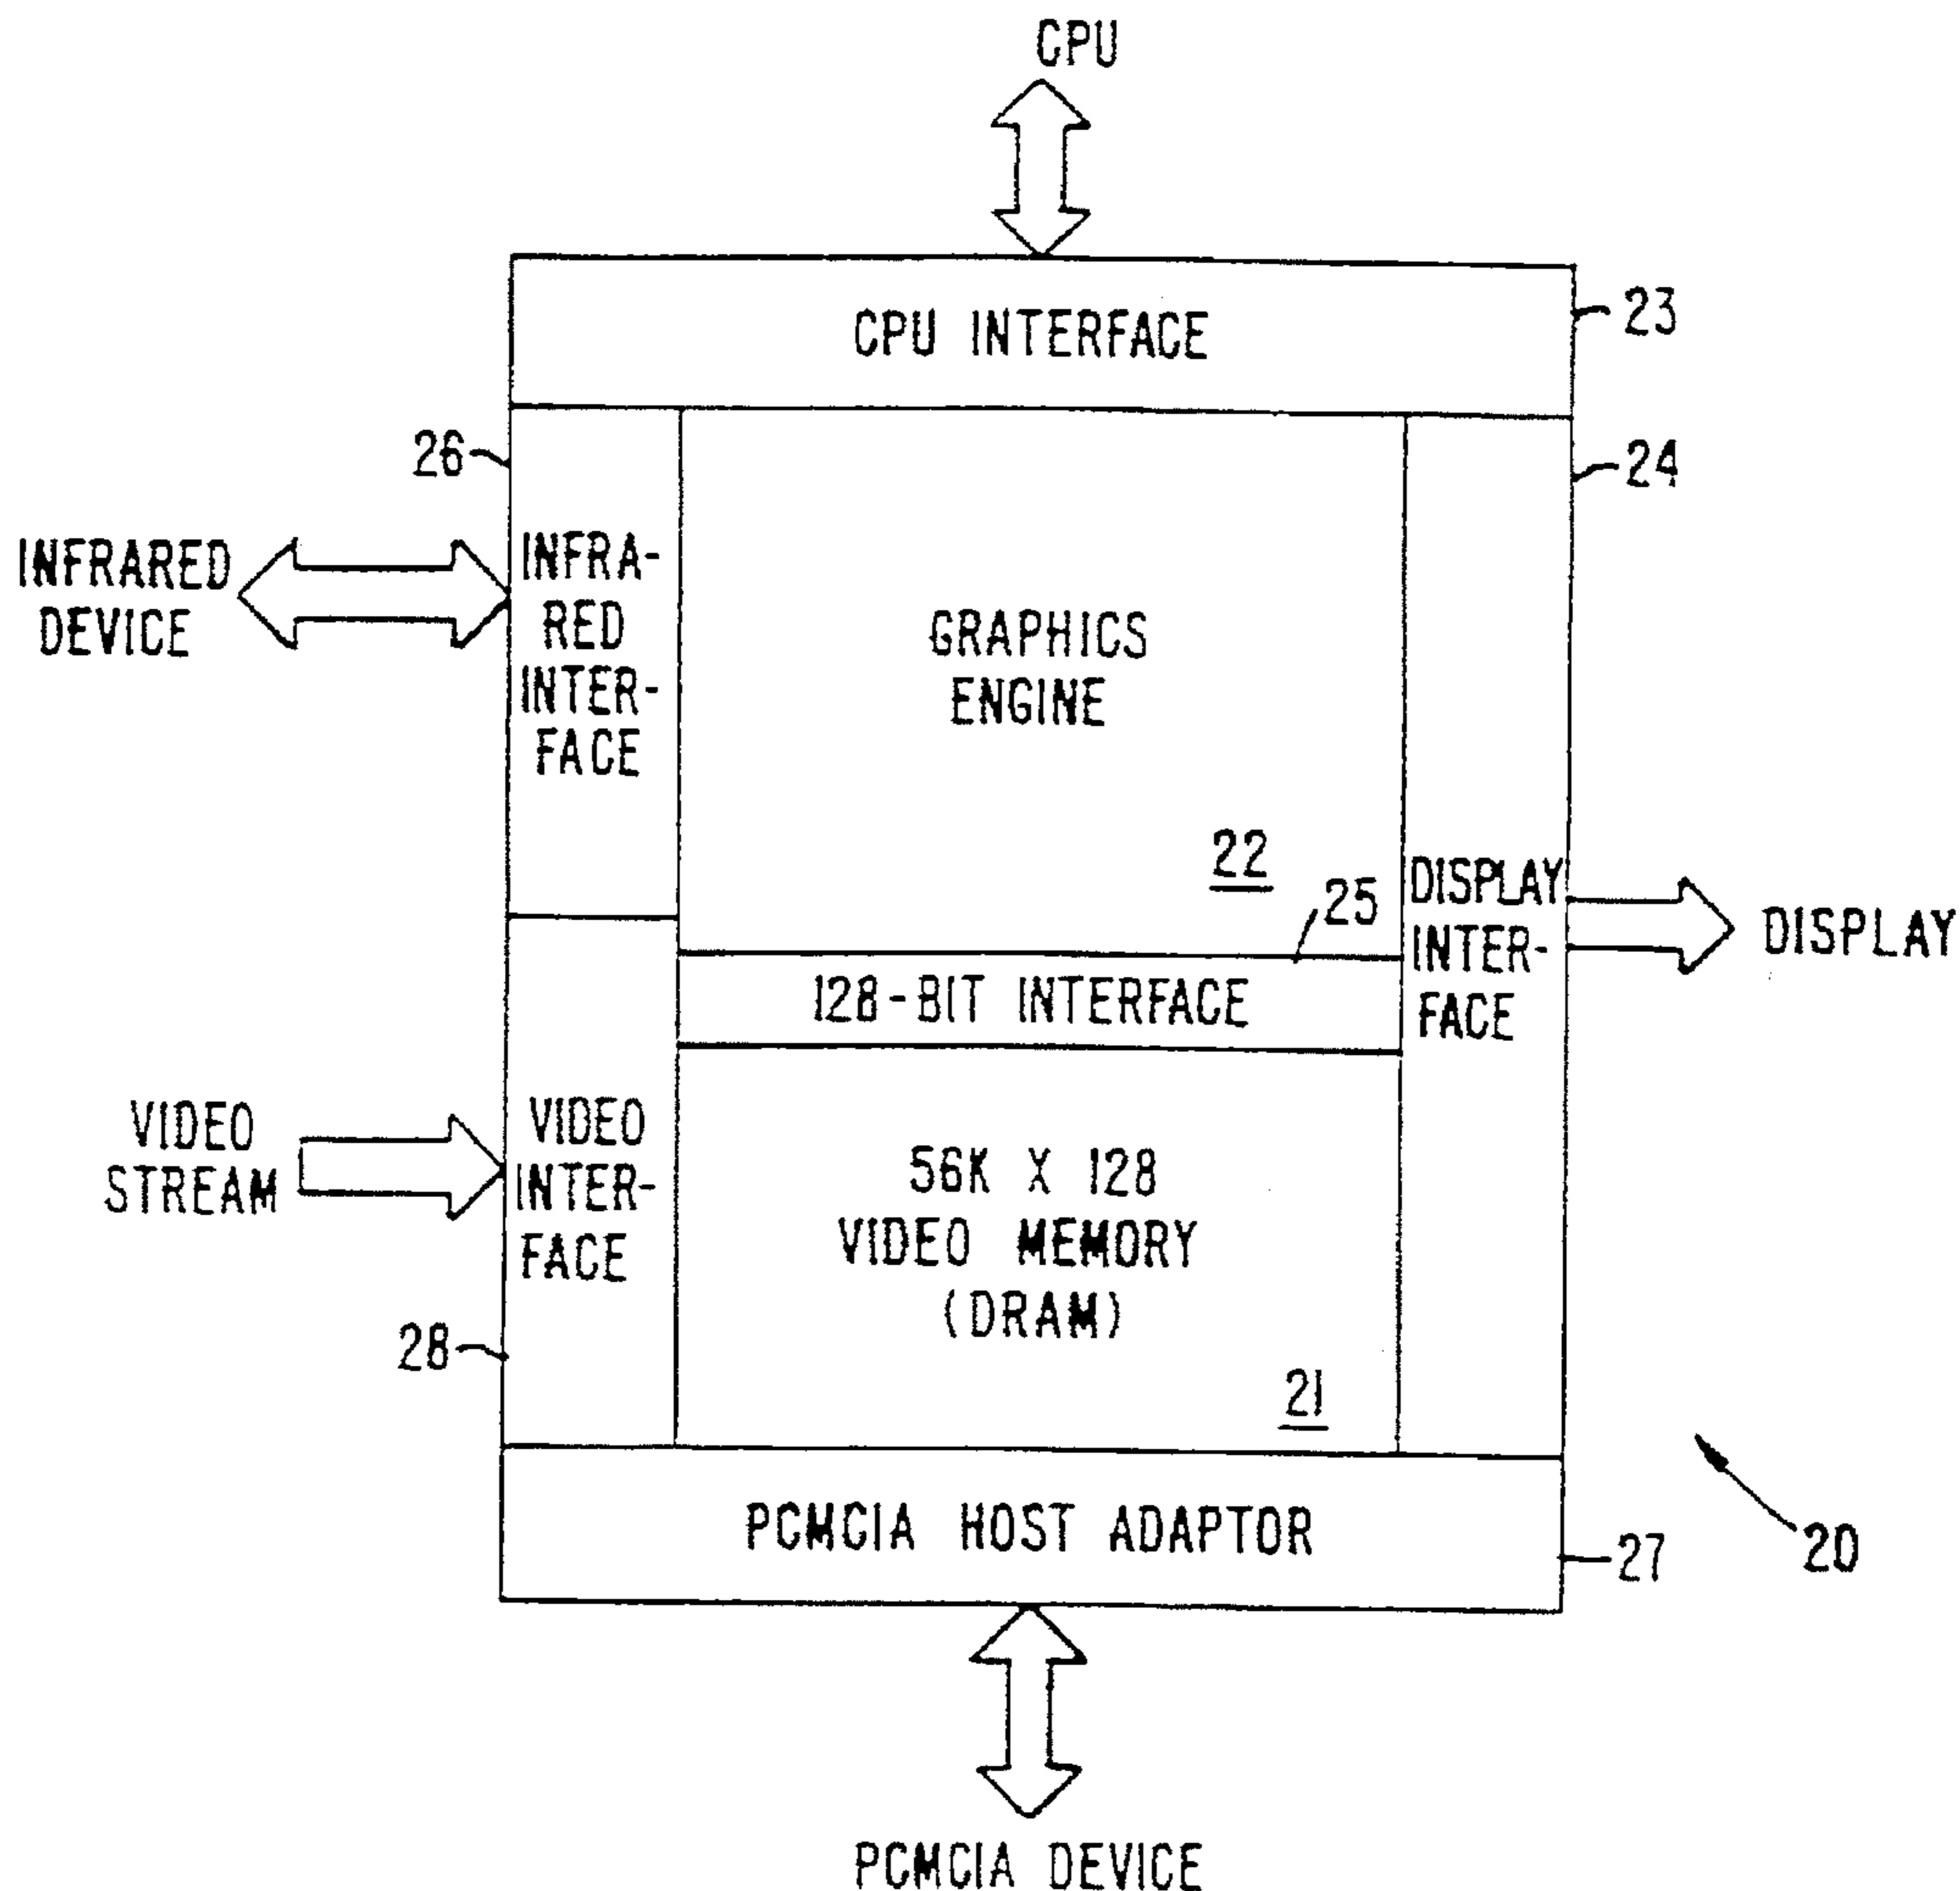 CPU
CPU INTERFACE
23
26
24
INFRARED
DEVICE
INFRA-
RED
INTER-
FACE
GRAPHICS
ENGINE
22
25
DISPLAY
INTER-
FACE
DISPLAY
128-BIT INTERFACE
VIDEO
STREAM
VIDEO
INTER-
FACE
56K X 128
VIDEO MEMORY
(DRAM)
28
21
PCMCIA HOST ADAPTOR
27
20
PCMCIA DEVICE